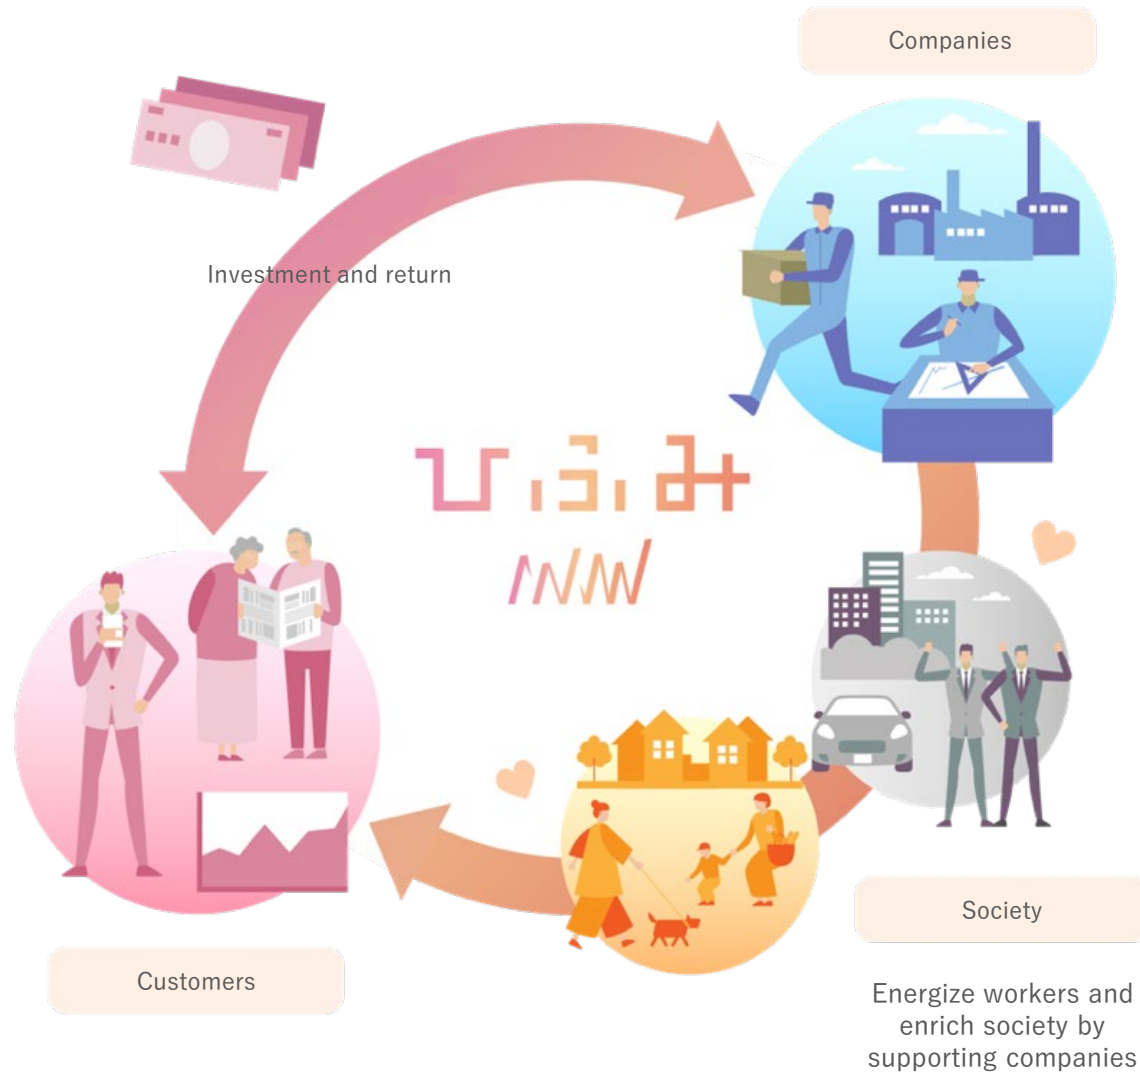 Companies
Investment and return
ひふみ
Society
Customers
Energize workers and
enrich society by
supporting companies